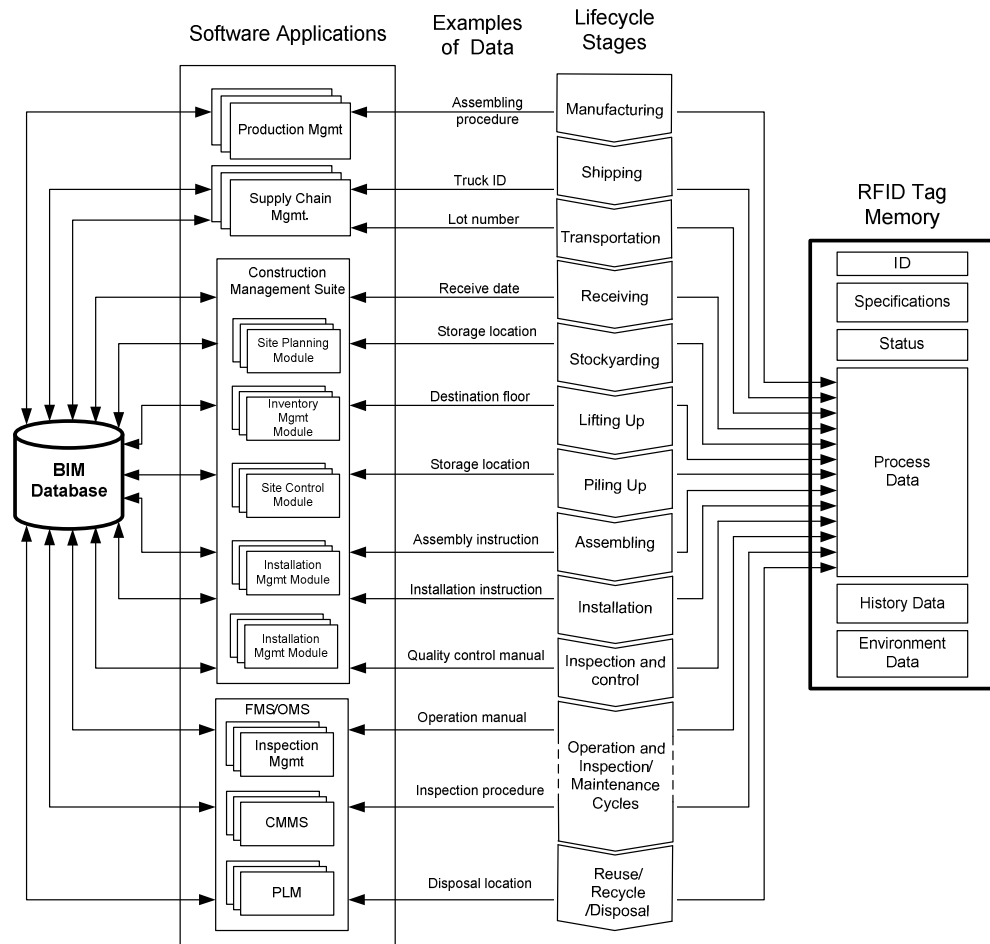 Software Applications
Examples
of Data
Lifecycle
Stages
Production Mgmt
Assembling
procedure
Manufacturing
Supply Chain
Mgmt.
Truck ID
Shipping
Lot number
Transportation
RFID Tag
Memory
ID
Specifications
Status
Process
Data
History Data
Environment
Data
Construction
Management Suite
Receive date
Receiving
Site Planning
Module
Storage location
Stockyarding
Inventory
Mgmt
Module
Destination floor
Lifting Up
BIM
Database
Site Control
Module
Storage location
Piling Up
Installation
Mgmt Module
Assembly instruction
Assembling
Installation instruction
Installation
Installation
Mgmt Module
Quality control manual
Inspection and
control
FMS/OMS
Inspection
Mgmt
Operation manual
Operation and
Inspection/
Maintenance
Cycles
CMMS
Inspection procedure
PLM
Disposal location
Reuse/
Recycle
/Disposal